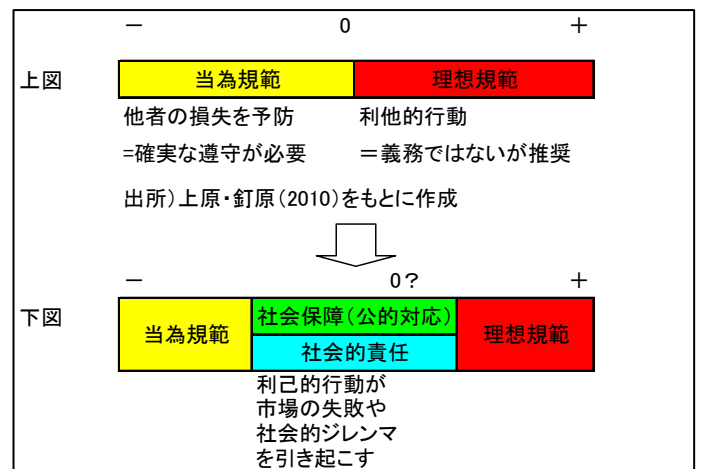 － 0 ＋
上図
当為規範 理想規範
他者の損失を予防 利他的行動
=確実な遵守が必要 ＝義務ではないが推奨
出所）上原・釘原（2010）をもとに作成
－ 0？ ＋
下図
当為規範 社会保障（公的対応） 理想規範
社会的責任
利己的行動が
市場の失敗や
社会的ジレンマ
を引き起こす